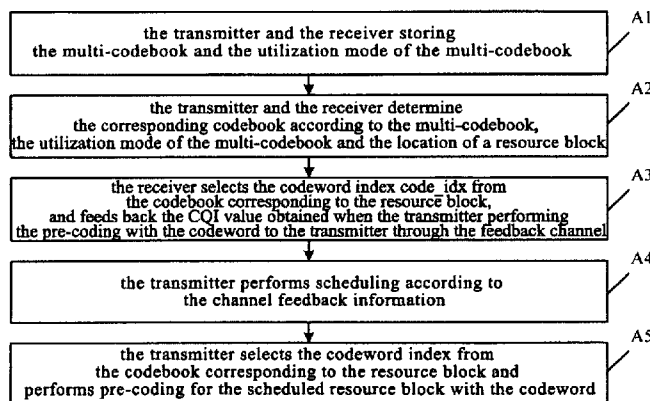 A1
the transmitter and the receiver storing
the multi-codebook and the utilization mode of the multi-codebook
A2
the transmitter and the receiver determine
the corresponding codebook according to the multi-codebook,
the utilization mode of the multi-codebook and the location of a resource block
A3
the receiver selects the codeword index code_idx from
the codebook corresponding to the resource block,
and feeds back the CQI value obtained when the transmitter performing
the pre-coding with the codeword to the transmitter through the feedback channel
A4
the transmitter performs scheduling according to
the channel feedback information
A5
the transmitter selects the codeword index from
the codebook corresponding to the resource block and
performs pre-coding for the scheduled resource block with the codeword